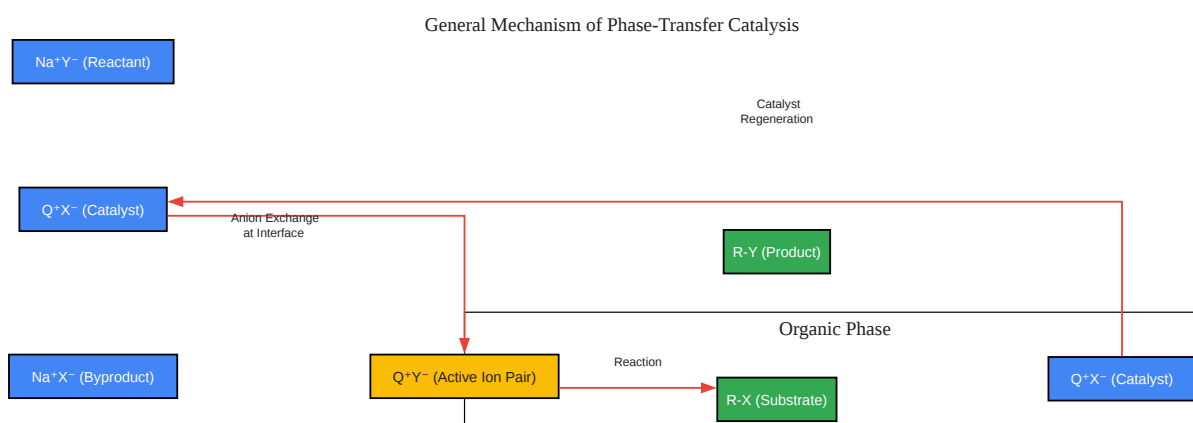 General Mechanism of Phase-Transfer Catalysis
Na⁺Y⁻ (Reactant)
Catalyst
Regeneration
Q⁺X⁻ (Catalyst)
Anion Exchange
at Interface
R-Y (Product)
Organic Phase
Na⁺X⁻ (Byproduct)
Q⁺Y⁻ (Active Ion Pair)
Reaction
R-X (Substrate)
Q⁺X⁻ (Catalyst)